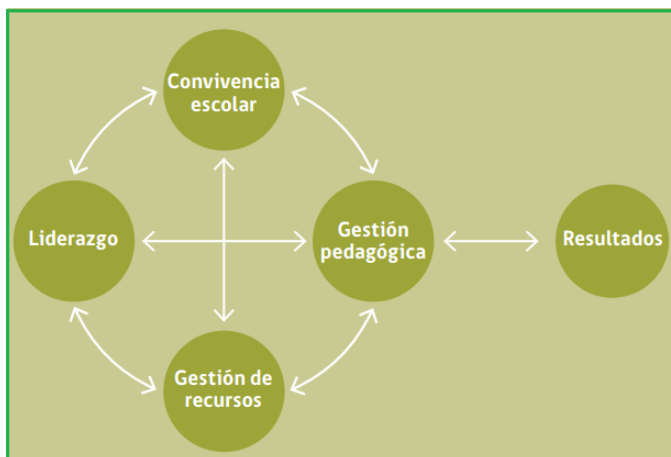 Convivencia
escolar
Liderazgo
Gestión
pedagógica
Resultados
Gestión de
recursos